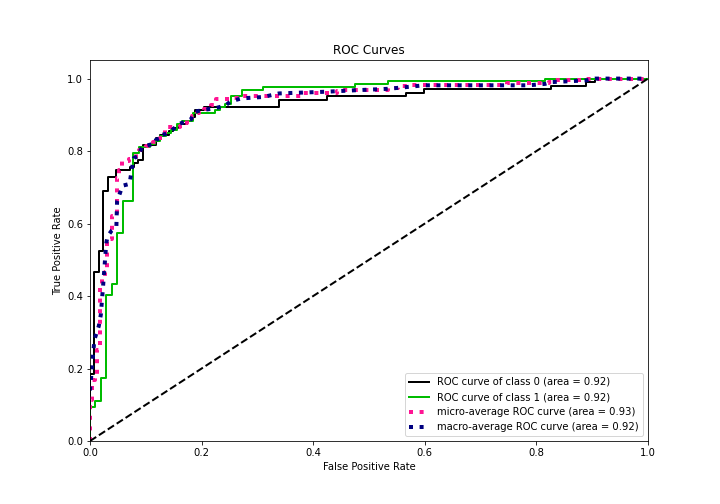 ROC Curves
True Positive Rate
1.0
0.8
0.6
0.4
0.2
0.0
0.0 0.2 0.4 0.6 0.8 1.0
False Positive Rate
ROC curve of class 0 (area = 0.92)
ROC curve of class 1 (area = 0.92)
micro-average ROC curve (area = 0.93)
macro-average ROC curve (area = 0.92)